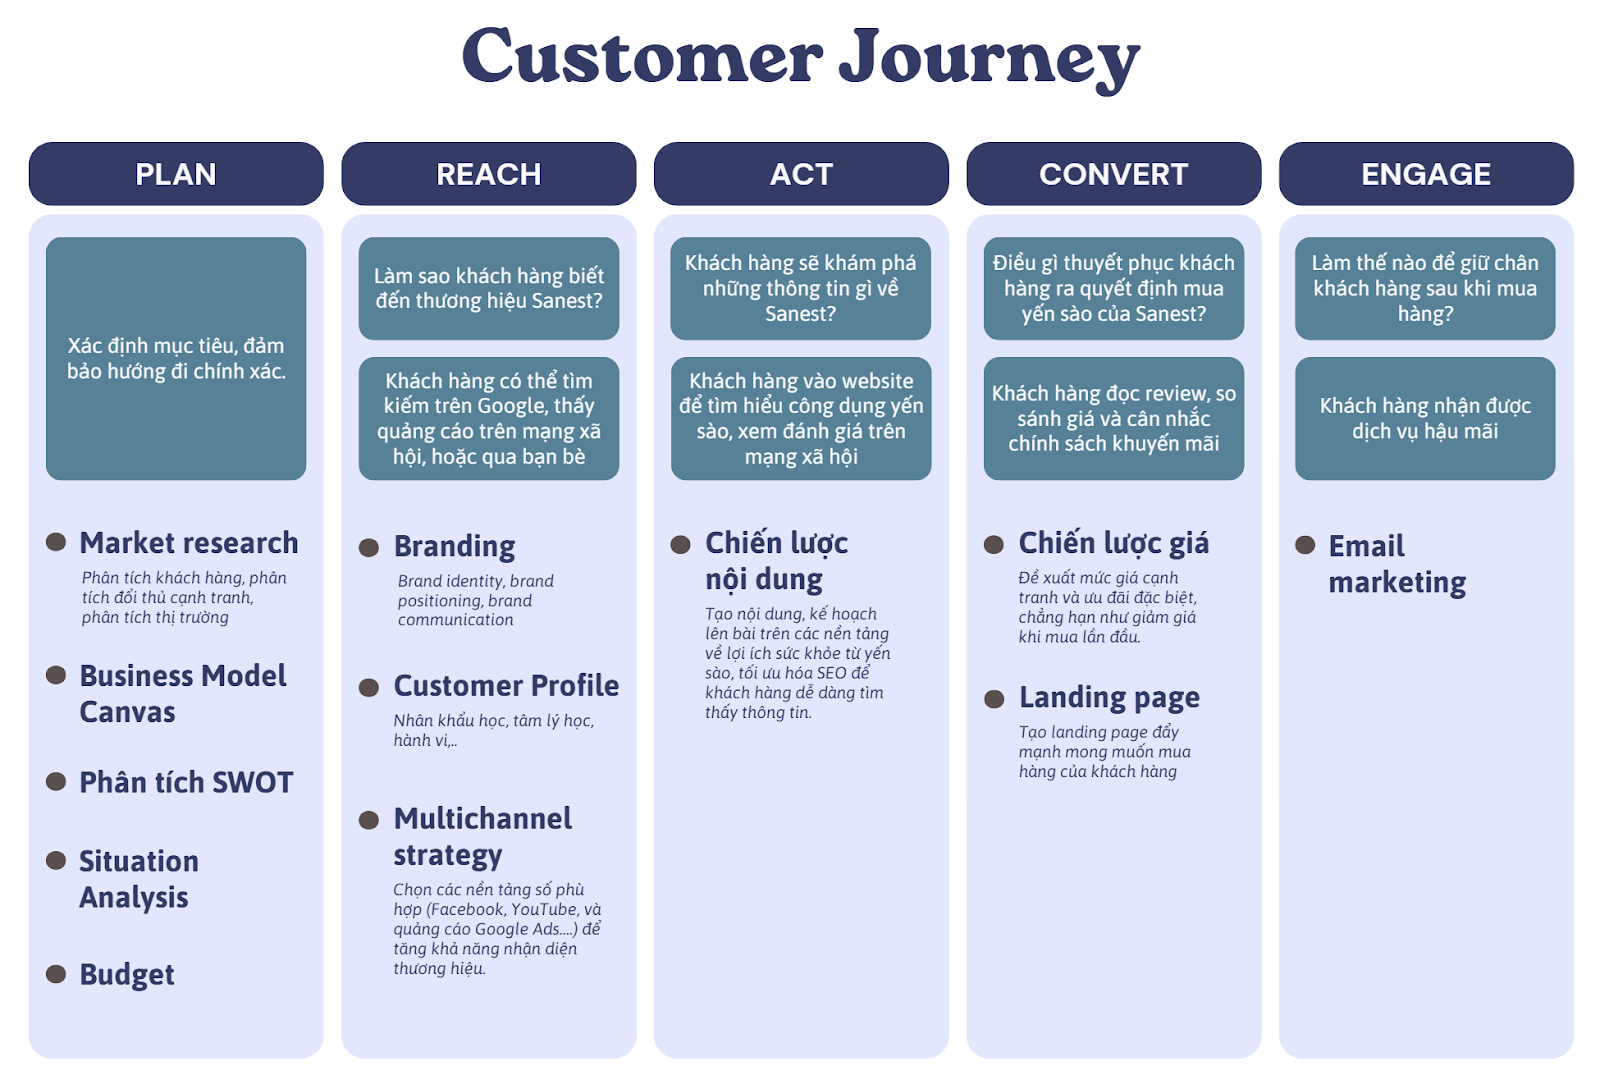 Customer Journey
PLAN
Xác định mục tiêu, đảm
bảo hướng đi chính xác.
Market research
Phân tích khách hàng, phân
tích đổi thủ cạnh tranh,
phân tích thị trường
Business Model
Canvas
Phân tích SWOT
Situation
Analysis
Budget
REACH
Làm sao khách hàng biết
đến thương hiệu Sanest?
Khách hàng có thể tìm
kiếm trên Google, thấy
quảng cáo trên mạng xã
hội, hoặc qua bạn bè
Branding
Brand identity, brand
positioning, brand
communication
Customer Profile
Nhân khẩu học, tâm lý học,
hành vi,..
Multichannel
strategy
Chọn các nền tảng số phù
hợp (Facebook, YouTube, và
quảng cáo Google Ads....) để
tăng khả năng nhận diện
thương hiệu.
ACT
Khách hàng sẽ khám phá
những thông tin gì về
Sanest?
Khách hàng vào website
để tìm hiểu công dụng yến
sào, xem đánh giá trên
mạng xã hội
Chiến lược
nội dung
Tạo nội dung, kế hoạch
lên bài trên các nền tảng
về lợi ích sức khỏe từ yến
sào, tối ưu hóa SEO để
khách hàng dễ dàng tìm
thấy thông tin.
CONVERT
Điều gì thuyết phục khách
hàng ra quyết định mua
yến sào của Sanest?
Khách hàng đọc review, so
sánh giá và cân nhắc
chính sách khuyến mãi
Chiến lược giá
Đề xuất mức giá cạnh
tranh và ưu đãi đặc biệt,
chẳng hạn như giảm giá
khi mua lần đầu.
Landing page
Tạo landing page đẩy
mạnh mong muốn mua
hàng của khách hàng
ENGAGE
Làm thế nào để giữ chân
khách hàng sau khi mua
hàng?
Khách hàng nhận được
dịch vụ hậu mãi
Email
marketing